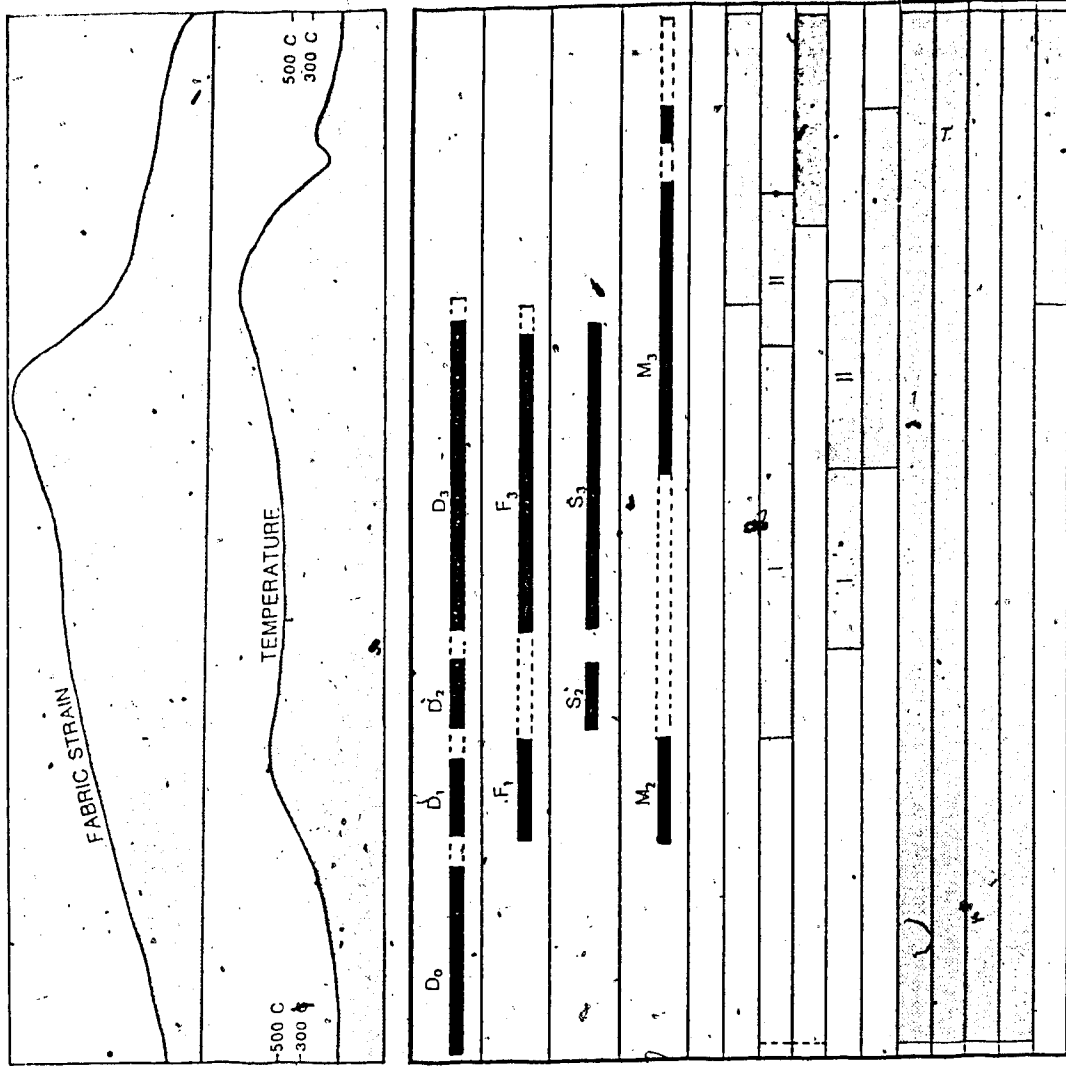 FABRIC STRAIN
TEMPERATURE
500 C
300 C
500 C
300
D₀ D₁ D₂ D₃
F₁ F₃
S₂ S₃
M₂ M₃
I II
I II